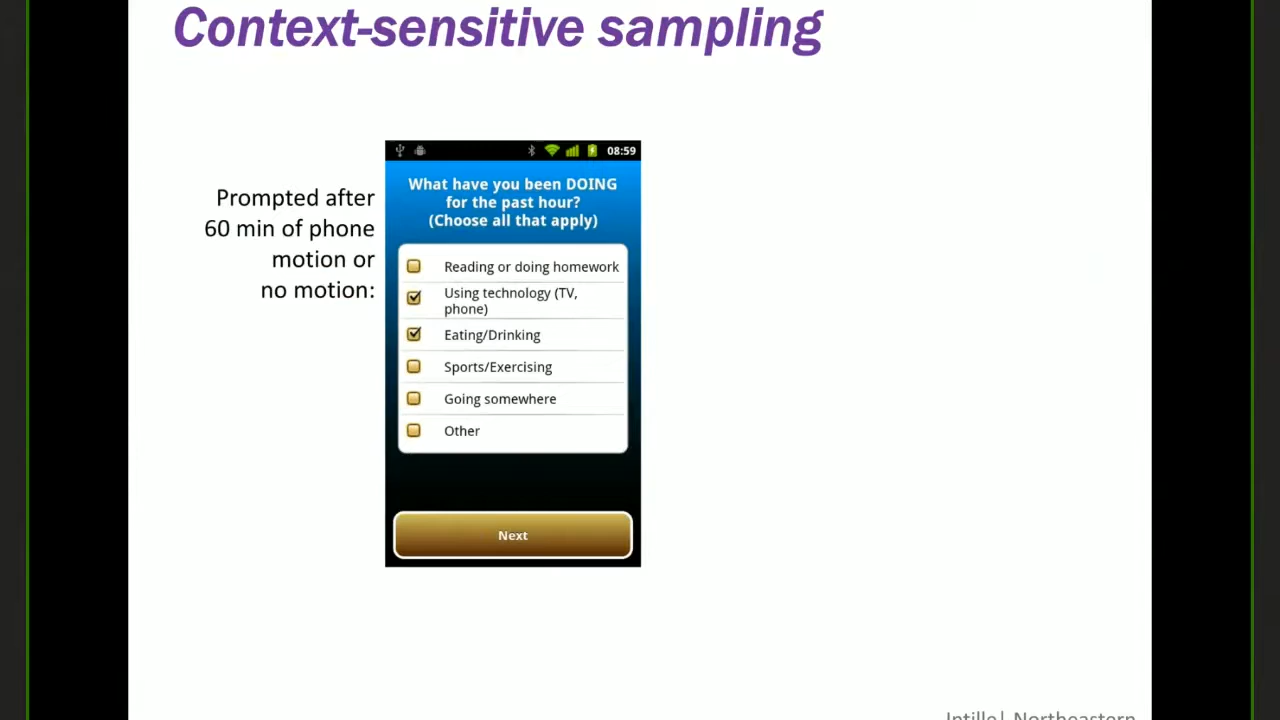 Context-sensitive sampling
Prompted after
60 min of phone
motion or
no motion:
08:59
What have you been DOING
for the past hour?
(Choose all that apply)
Reading or doing homework
Using technology (TV,
phone)
Eating/Drinking
Sports/Exercising
Going somewhere
Other
Next
Intille| Northeastern